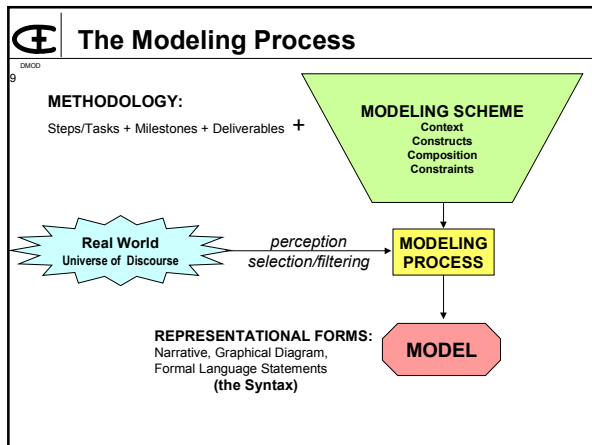 The Modeling Process
DMOD
9
METHODOLOGY:
Steps/Tasks + Milestones + Deliverables +
MODELING SCHEME
Context
Constructs
Composition
Constraints
Real World
Universe of Discourse
perception
selection/filtering
MODELING
PROCESS
REPRESENTATIONAL FORMS:
Narrative, Graphical Diagram,
Formal Language Statements
(the Syntax)
MODEL